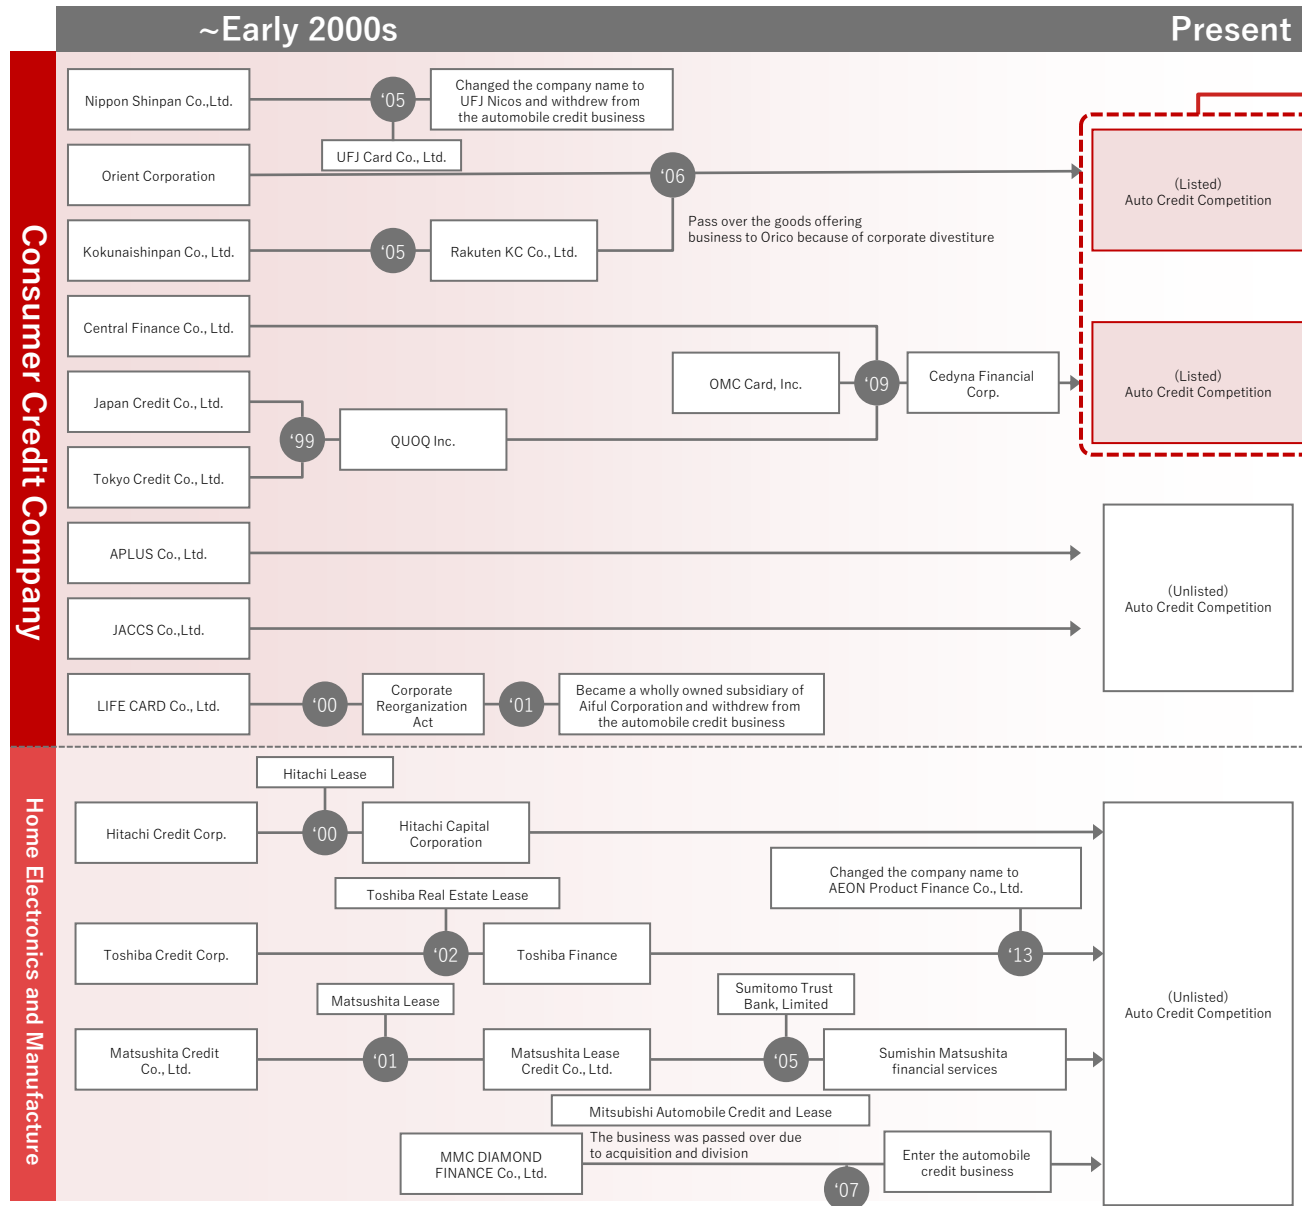 ~Early 2000s
Present
Consumer Credit Company
Nippon Shinpan Co.,Ltd.
‘05
Changed the company name to
UFJ Nicos and withdrew from
the automobile credit business
UFJ Card Co., Ltd.
Orient Corporation
‘06
(Listed)
Auto Credit Competition
Pass over the goods offering
business to Orico because of corporate divestiture
Kokunaishinpan Co., Ltd.
‘05
Rakuten KC Co., Ltd.
Central Finance Co., Ltd.
OMC Card, Inc.
‘09
Cedyna Financial
Corp.
(Listed)
Auto Credit Competition
Japan Credit Co., Ltd.
‘99
QUOQ Inc.
Tokyo Credit Co., Ltd.
APLUS Co., Ltd.
JACCS Co.,Ltd.
(Unlisted)
Auto Credit Competition
LIFE CARD Co., Ltd.
‘00
Corporate
Reorganization
Act
‘01
Became a wholly owned subsidiary of
Aiful Corporation and withdrew from
the automobile credit business
Home Electronics and Manufacture
Hitachi Lease
Hitachi Credit Corp.
‘00
Hitachi Capital
Corporation
Changed the company name to
AEON Product Finance Co., Ltd.
Toshiba Real Estate Lease
Toshiba Credit Corp.
‘02
Toshiba Finance
‘13
Matsushita Lease
Sumitomo Trust
Bank, Limited
(Unlisted)
Auto Credit Competition
Matsushita Credit
Co., Ltd.
‘01
Matsushita Lease
Credit Co., Ltd.
‘05
Sumishin Matsushita
financial services
Mitsubishi Automobile Credit and Lease
MMC DIAMOND
FINANCE Co., Ltd.
The business was passed over due
to acquisition and division
‘07
Enter the automobile
credit business